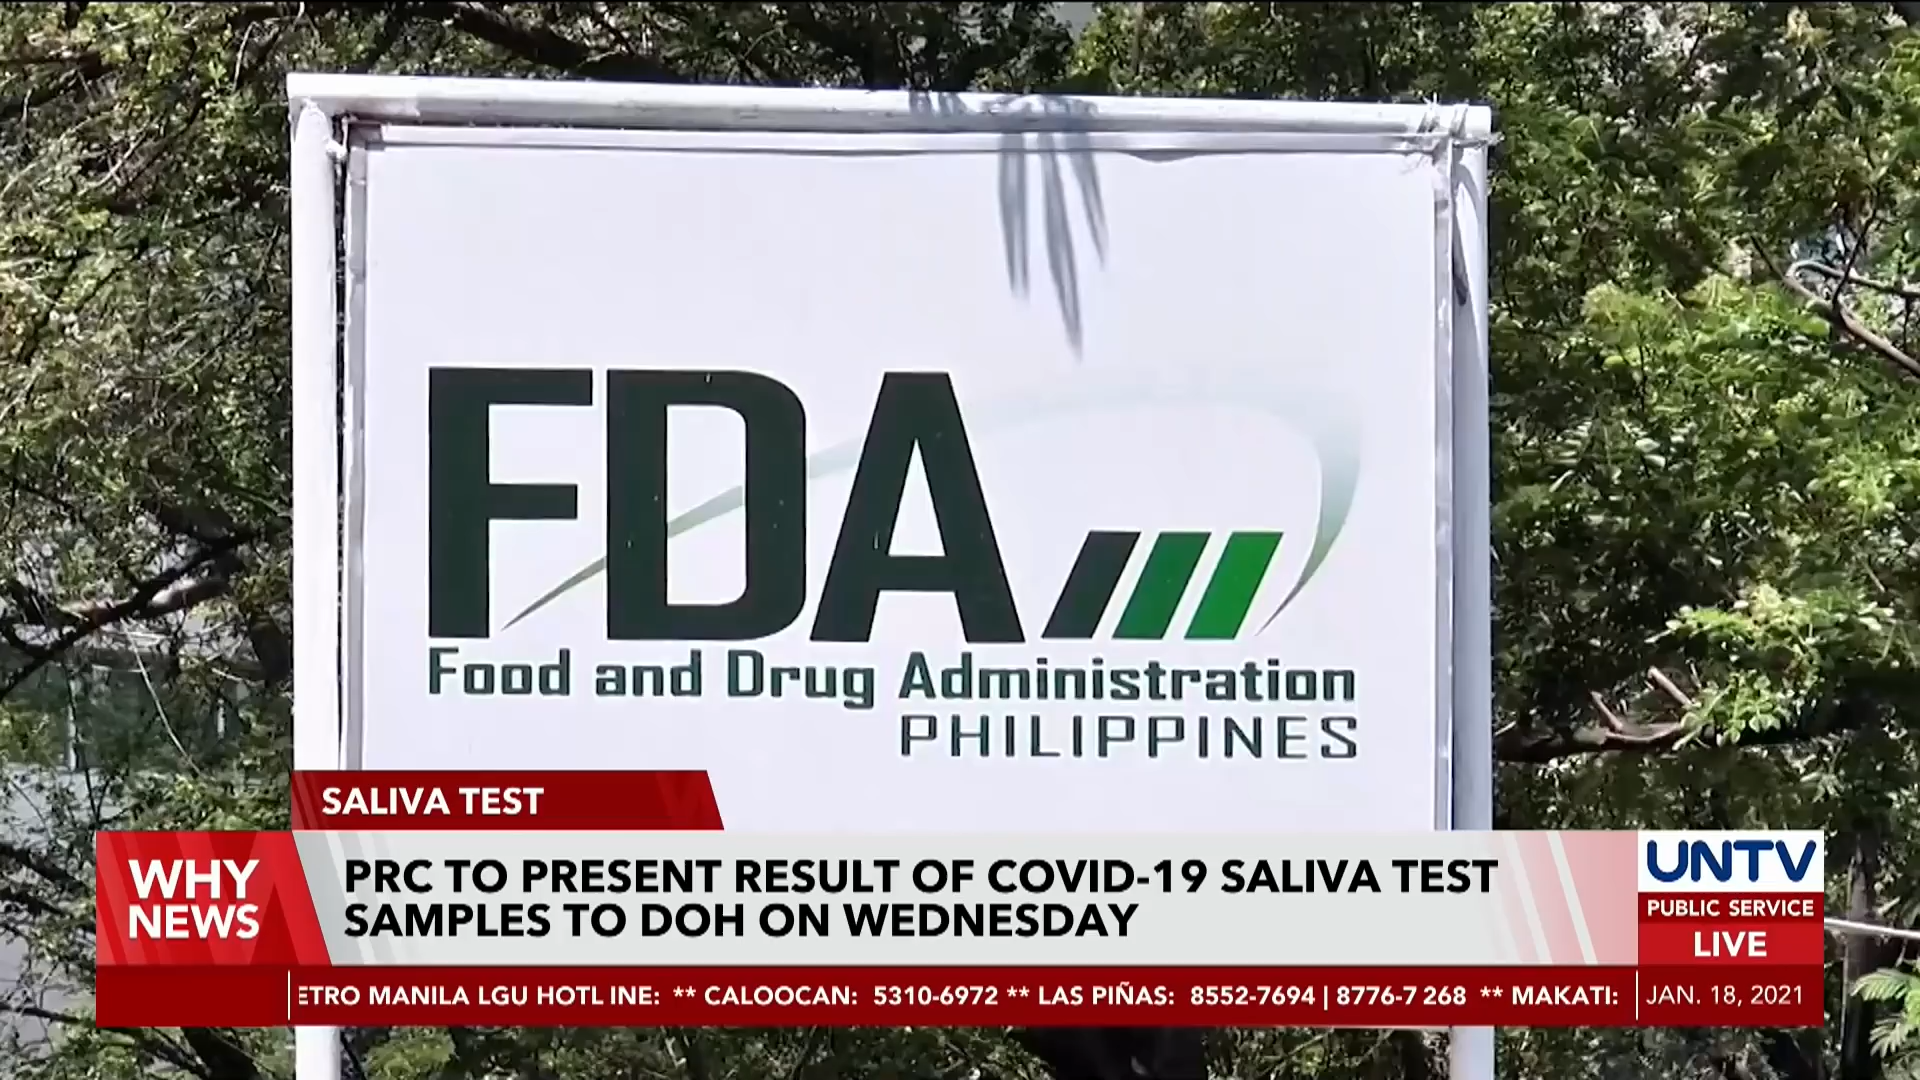 FDA
Food and Drug Administration
PHILIPPINES
SALIVA TEST
WHY
NEWS
PRC TO PRESENT RESULT OF COVID-19 SALIVA TEST
SAMPLES TO DOH ON WEDNESDAY
UNTV
PUBLIC SERVICE
LIVE
ETRO MANILA LGU HOTL INE: ** CALOOCAN: 5310-6972 ** LAS PIÑAS: 8552-7694 | 8776-7 268 ** MAKATI:
JAN. 18, 2021